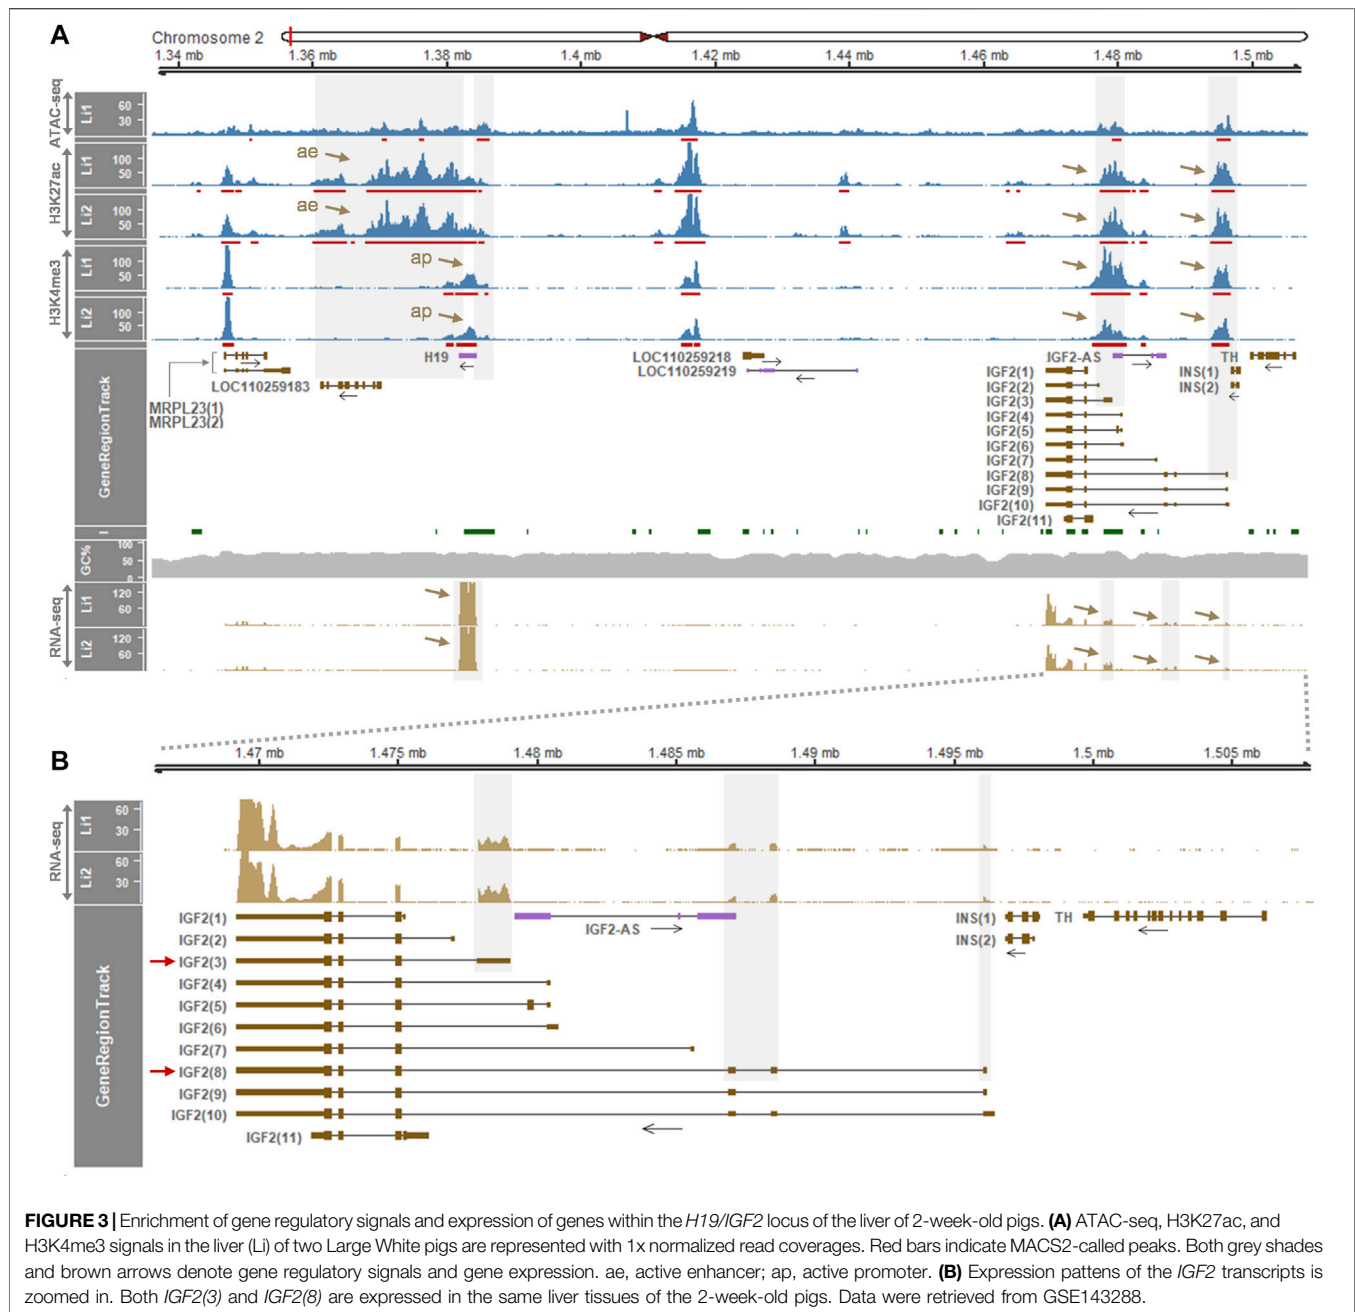 A
Chromosome 2
1.34 mb 1.36 mb 1.38 mb 1.4 mb 1.42 mb 1.44 mb 1.46 mb 1.48 mb 1.5 mb
ATAC-seq Li1 60 30
H3K27ac Li1 100 50 ae
Li2 100 50 ae
H3K4me3 Li1 100 50 ap
Li2 100 50 ap
GeneRegionTrack
H19 LOC110259218 IGF2-AS TH
LOC110259219 IGF2(1) INS(1)
LOC110259183 IGF2(2) INS(2)
MRPL23(1) IGF2(3)
MRPL23(2) IGF2(4)
IGF2(5)
IGF2(6)
IGF2(7)
IGF2(8)
IGF2(9)
IGF2(10)
IGF2(11)
I
GC% 100 50 0
RNA-seq Li1 120 60
Li2 120 60
B
1.47 mb 1.475 mb 1.48 mb 1.485 mb 1.49 mb 1.495 mb 1.5 mb 1.505 mb
RNA-seq Li1 60 30
Li2 60 30
GeneRegionTrack
IGF2(1) IGF2-AS INS(1) TH
IGF2(2) INS(2)
IGF2(3)
IGF2(4)
IGF2(5)
IGF2(6)
IGF2(7)
IGF2(8)
IGF2(9)
IGF2(10)
IGF2(11)
FIGURE 3 | Enrichment of gene regulatory signals and expression of genes within the H19/IGF2 locus of the liver of 2-week-old pigs. (A) ATAC-seq, H3K27ac, and
H3K4me3 signals in the liver (Li) of two Large White pigs are represented with 1x normalized read coverages. Red bars indicate MACS2-called peaks. Both grey shades
and brown arrows denote gene regulatory signals and gene expression. ae, active enhancer; ap, active promoter. (B) Expression pattens of the IGF2 transcripts is
zoomed in. Both IGF2(3) and IGF2(8) are expressed in the same liver tissues of the 2-week-old pigs. Data were retrieved from GSE143288.